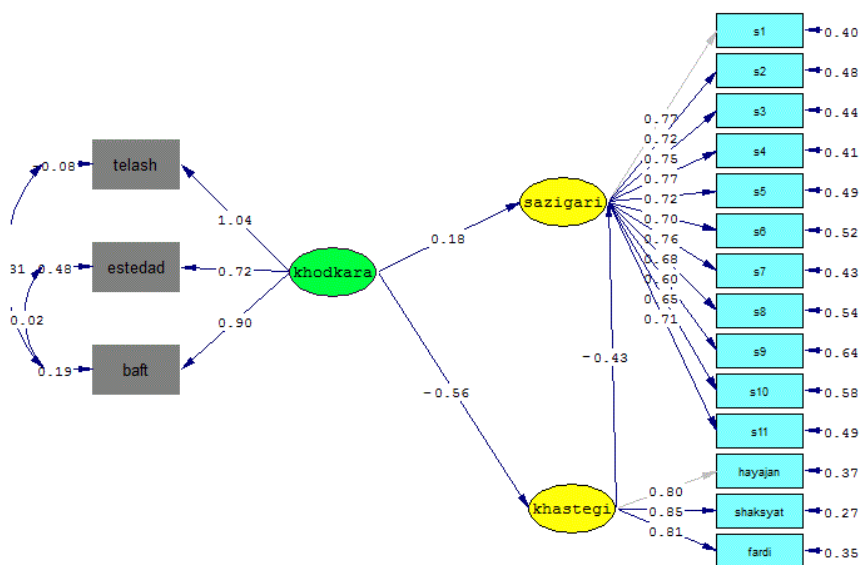 s1
0.40
s2
0.48
s3
0.44
s4
0.41
s5
0.49
s6
0.52
s7
0.43
s8
0.54
s9
0.64
s10
0.58
s11
0.49
hayajan
0.37
shaksyat
0.27
fardi
0.35
0.77
0.72
0.75
0.77
0.72
0.70
0.76
0.68
0.60
0.65
0.71
sazigari
0.18
-0.43
khodkara
-0.56
khastegi
0.80
0.85
0.81
1.04
0.72
0.90
telash
-0.08
estedad
0.48
baft
0.19
31
0.02